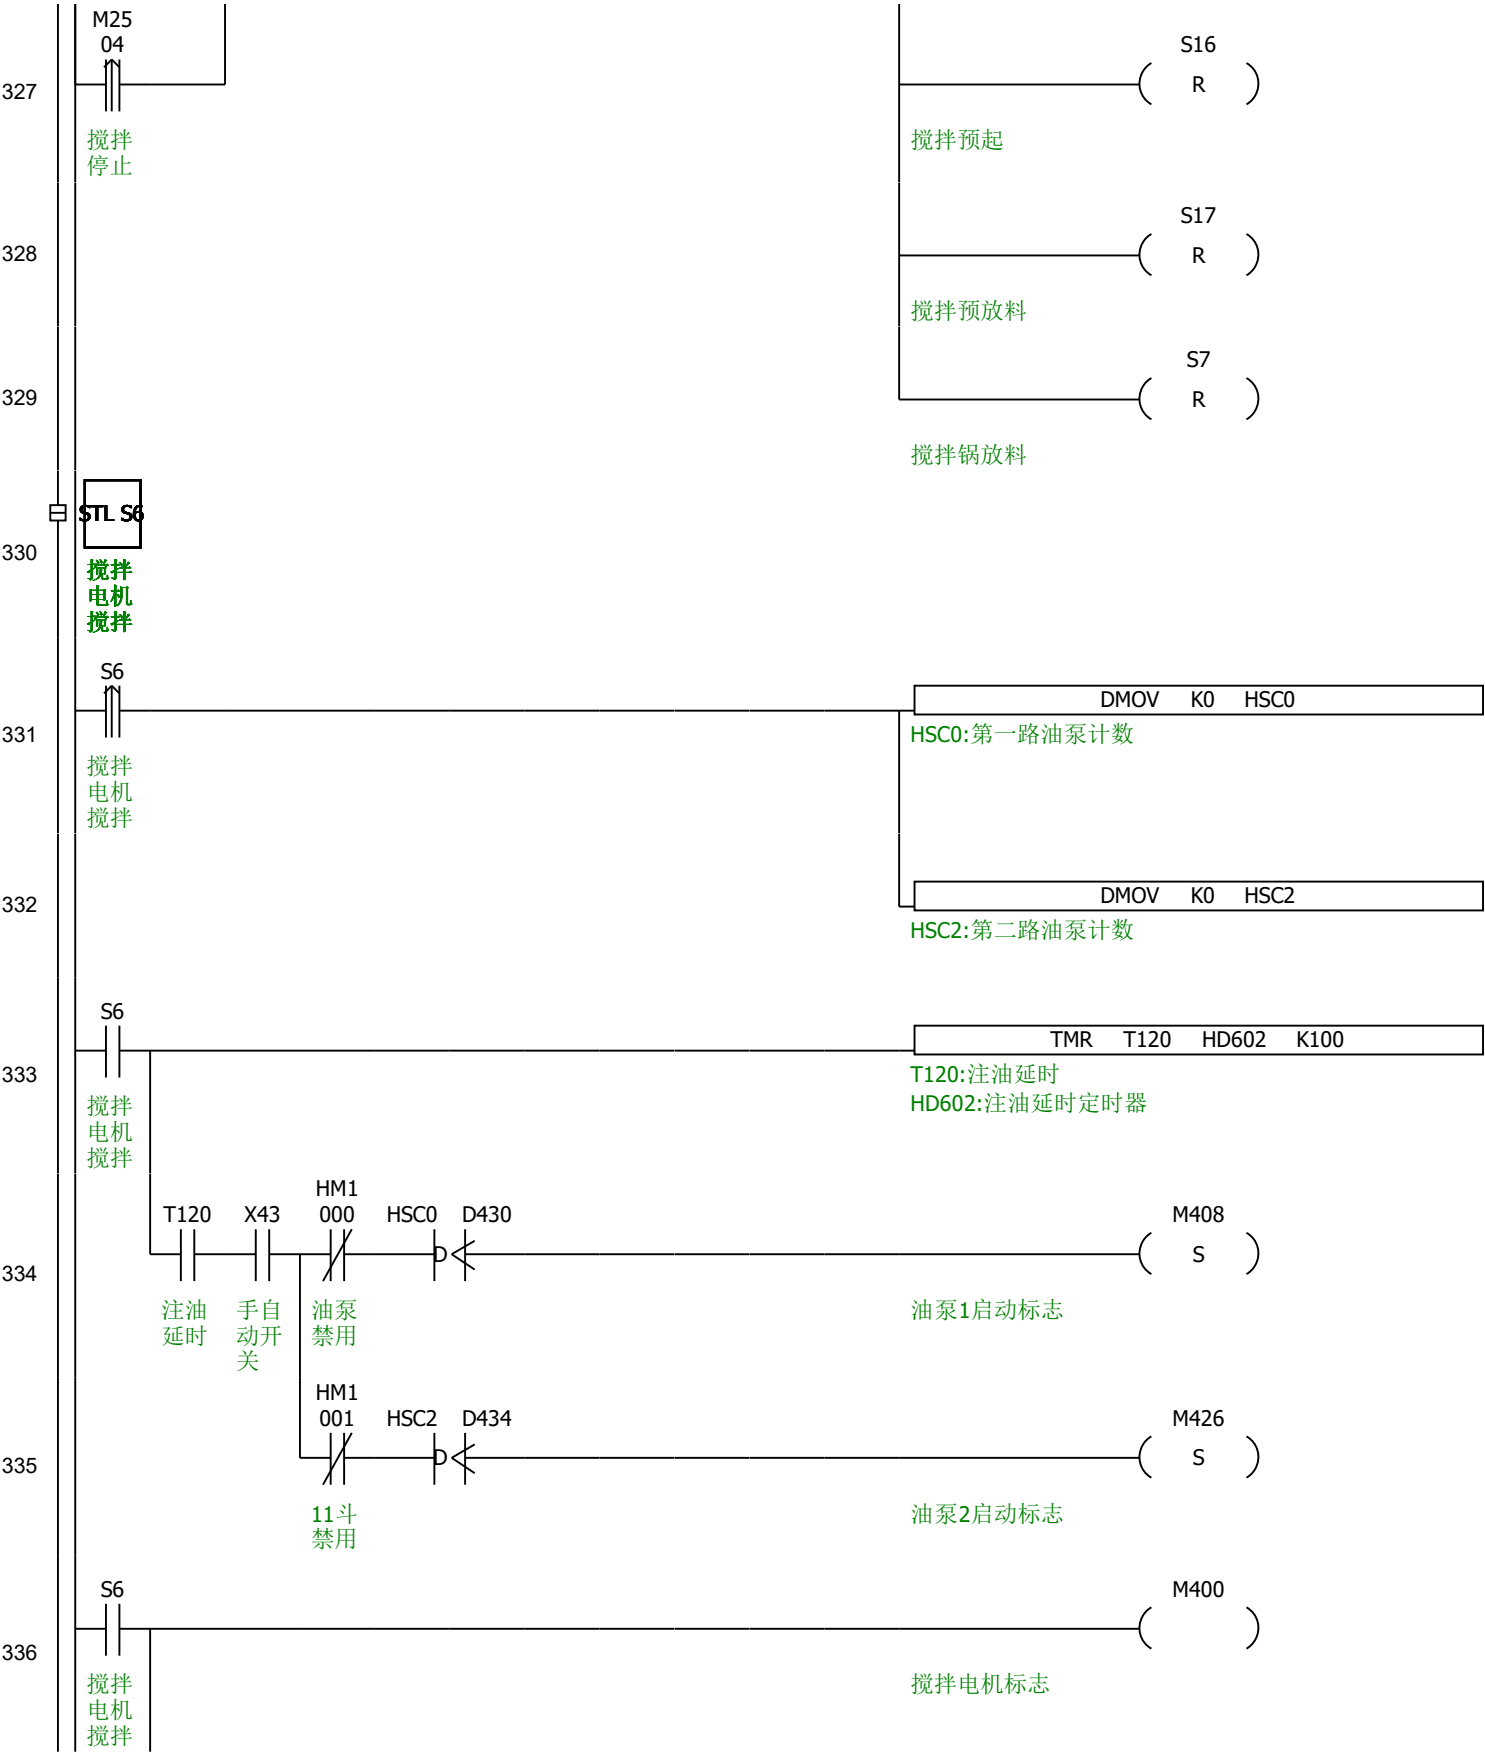 M25
04
S16
327
R
搅拌
停止
搅拌预起
S17
328
R
搅拌预放料
S7
329
R
搅拌锅放料
STL S6
330
搅拌
电机
搅拌
S6
DMOV K0 HSC0
331
HSC0:第一路油泵计数
搅拌
电机
搅拌
DMOV K0 HSC2
332
HSC2:第二路油泵计数
S6
TMR T120 HD602 K100
333
T120:注油延时
HD602:注油延时定时器
搅拌
电机
搅拌
HM1
T120 X43 000 HSC0 D430 M408
D < S
334
注油 手自 油泵 油泵1启动标志
延时 动开 禁用
关
HM1
001 HSC2 D434 M426
D < S
335
11斗 油泵2启动标志
禁用
S6 M400
336
搅拌 搅拌电机标志
电机
搅拌